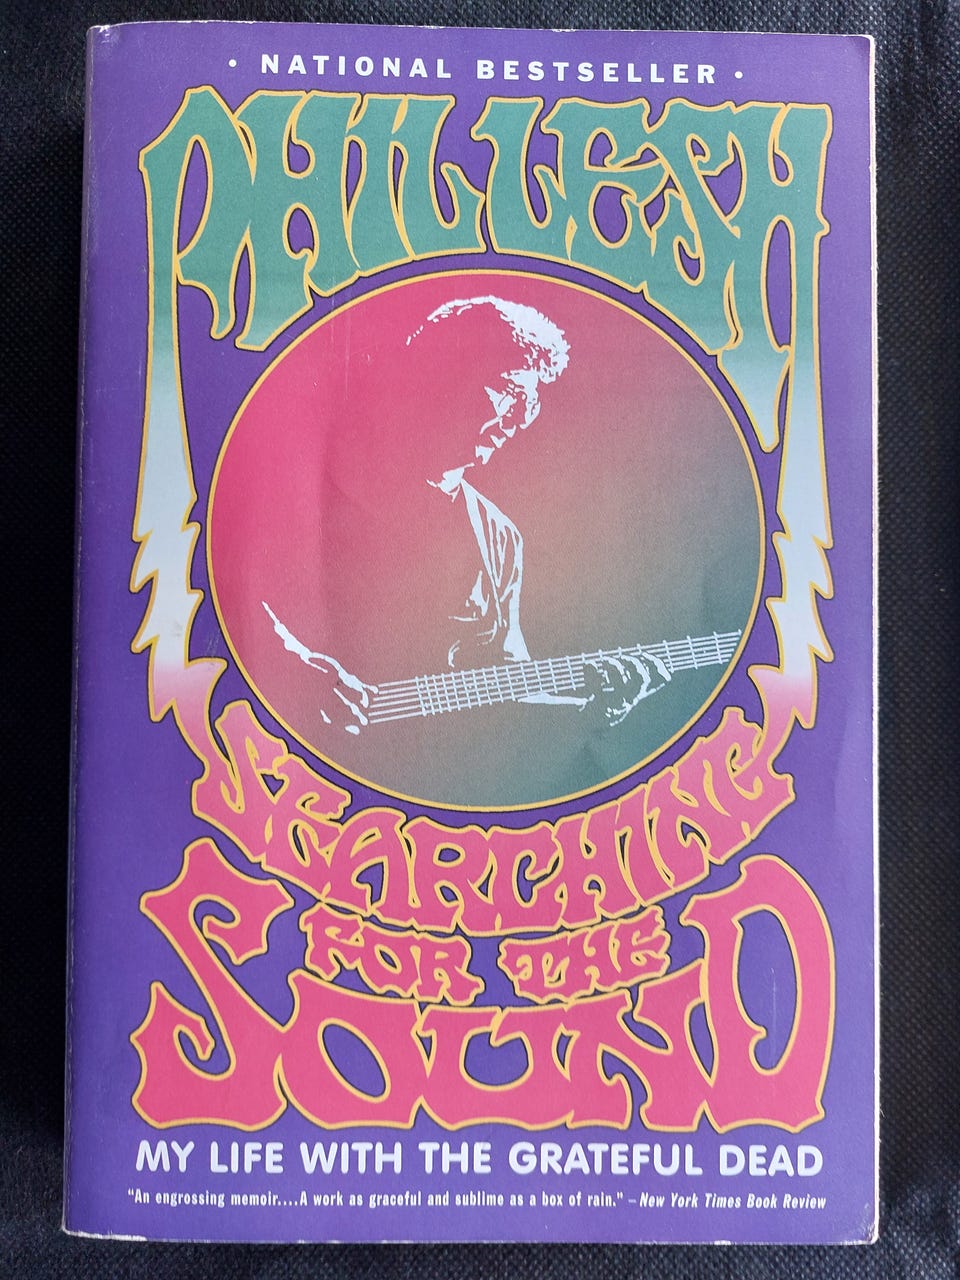 • NATIONAL BESTSELLER •
PHIL LESH
SEARCHING
FOR THE
SOUND
MY LIFE WITH THE GRATEFUL DEAD
"An engrossing memoir....A work as graceful and sublime as a box of rain." – New York Times Book Review